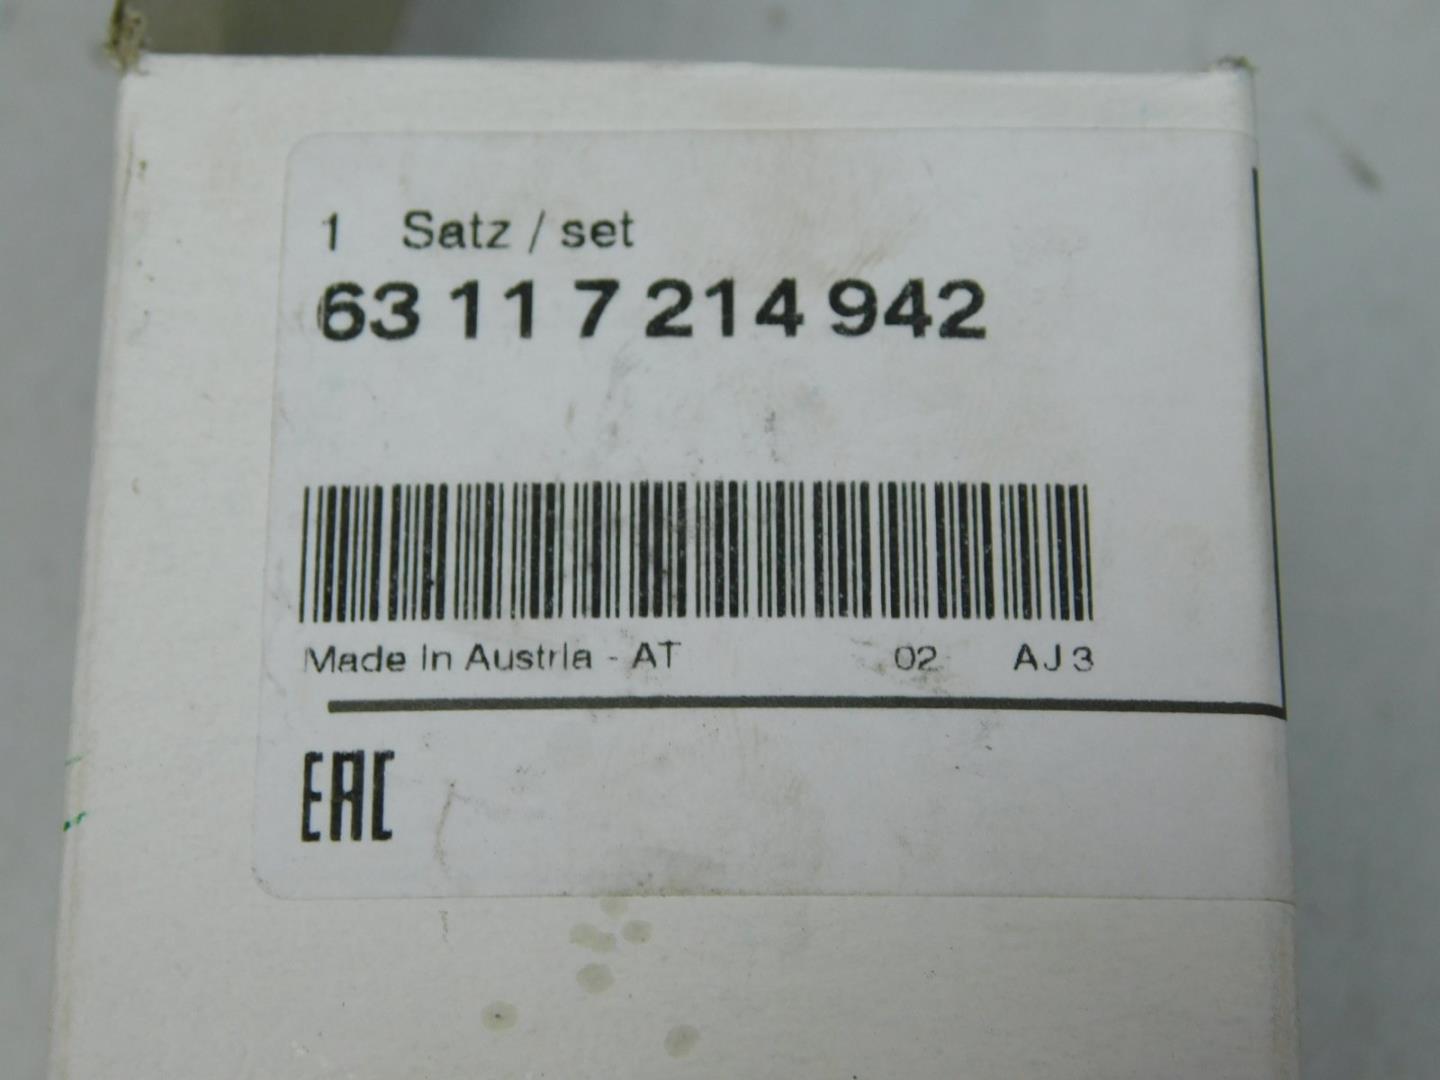 1 Satz / set
63 11 7 214 942
Made In Austria - AT 02 AJ 3
EAC